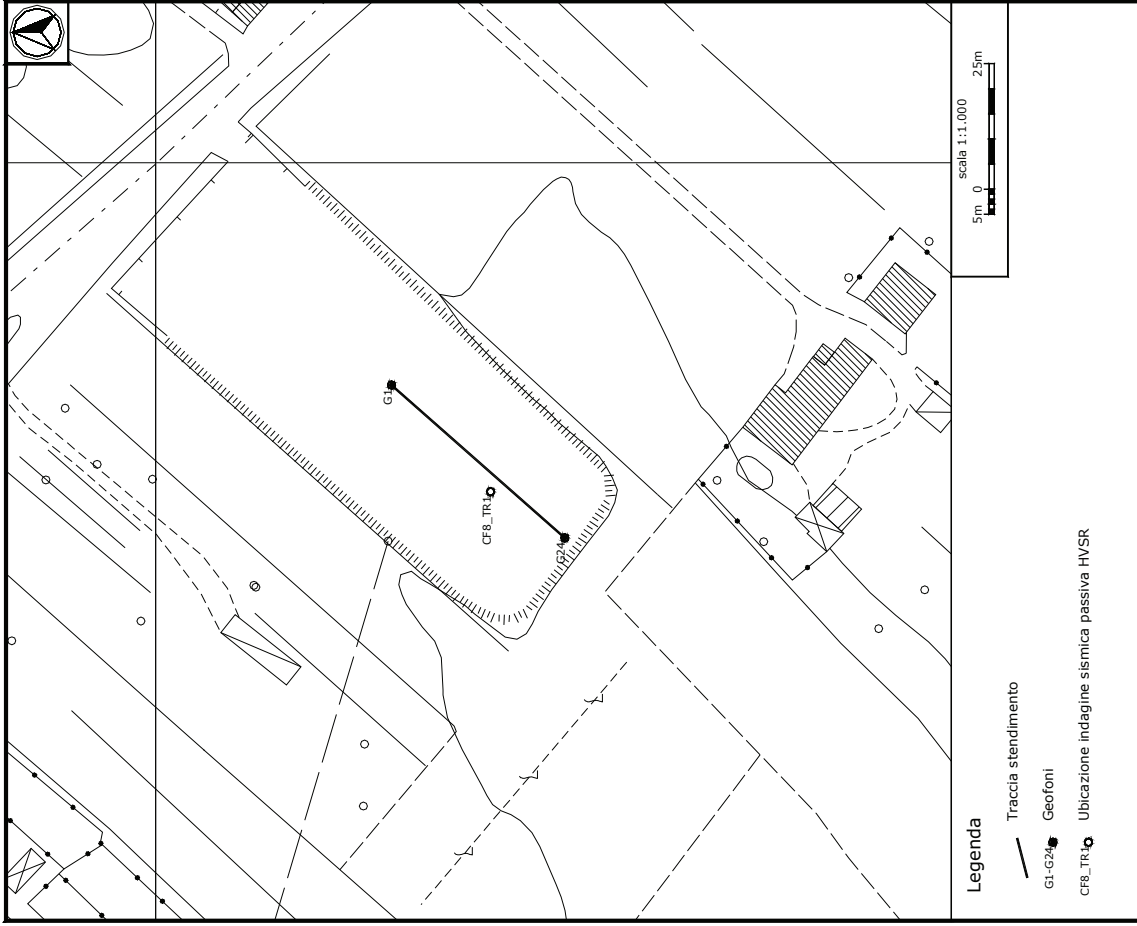 G1
CF8_TR1
G24
Legenda
Traccia stendimento
G1-G24 Geofoni
CF8_TR1 Ubicazione indagine sismica passiva HVSR
scala 1:1.000
5m 0 25m